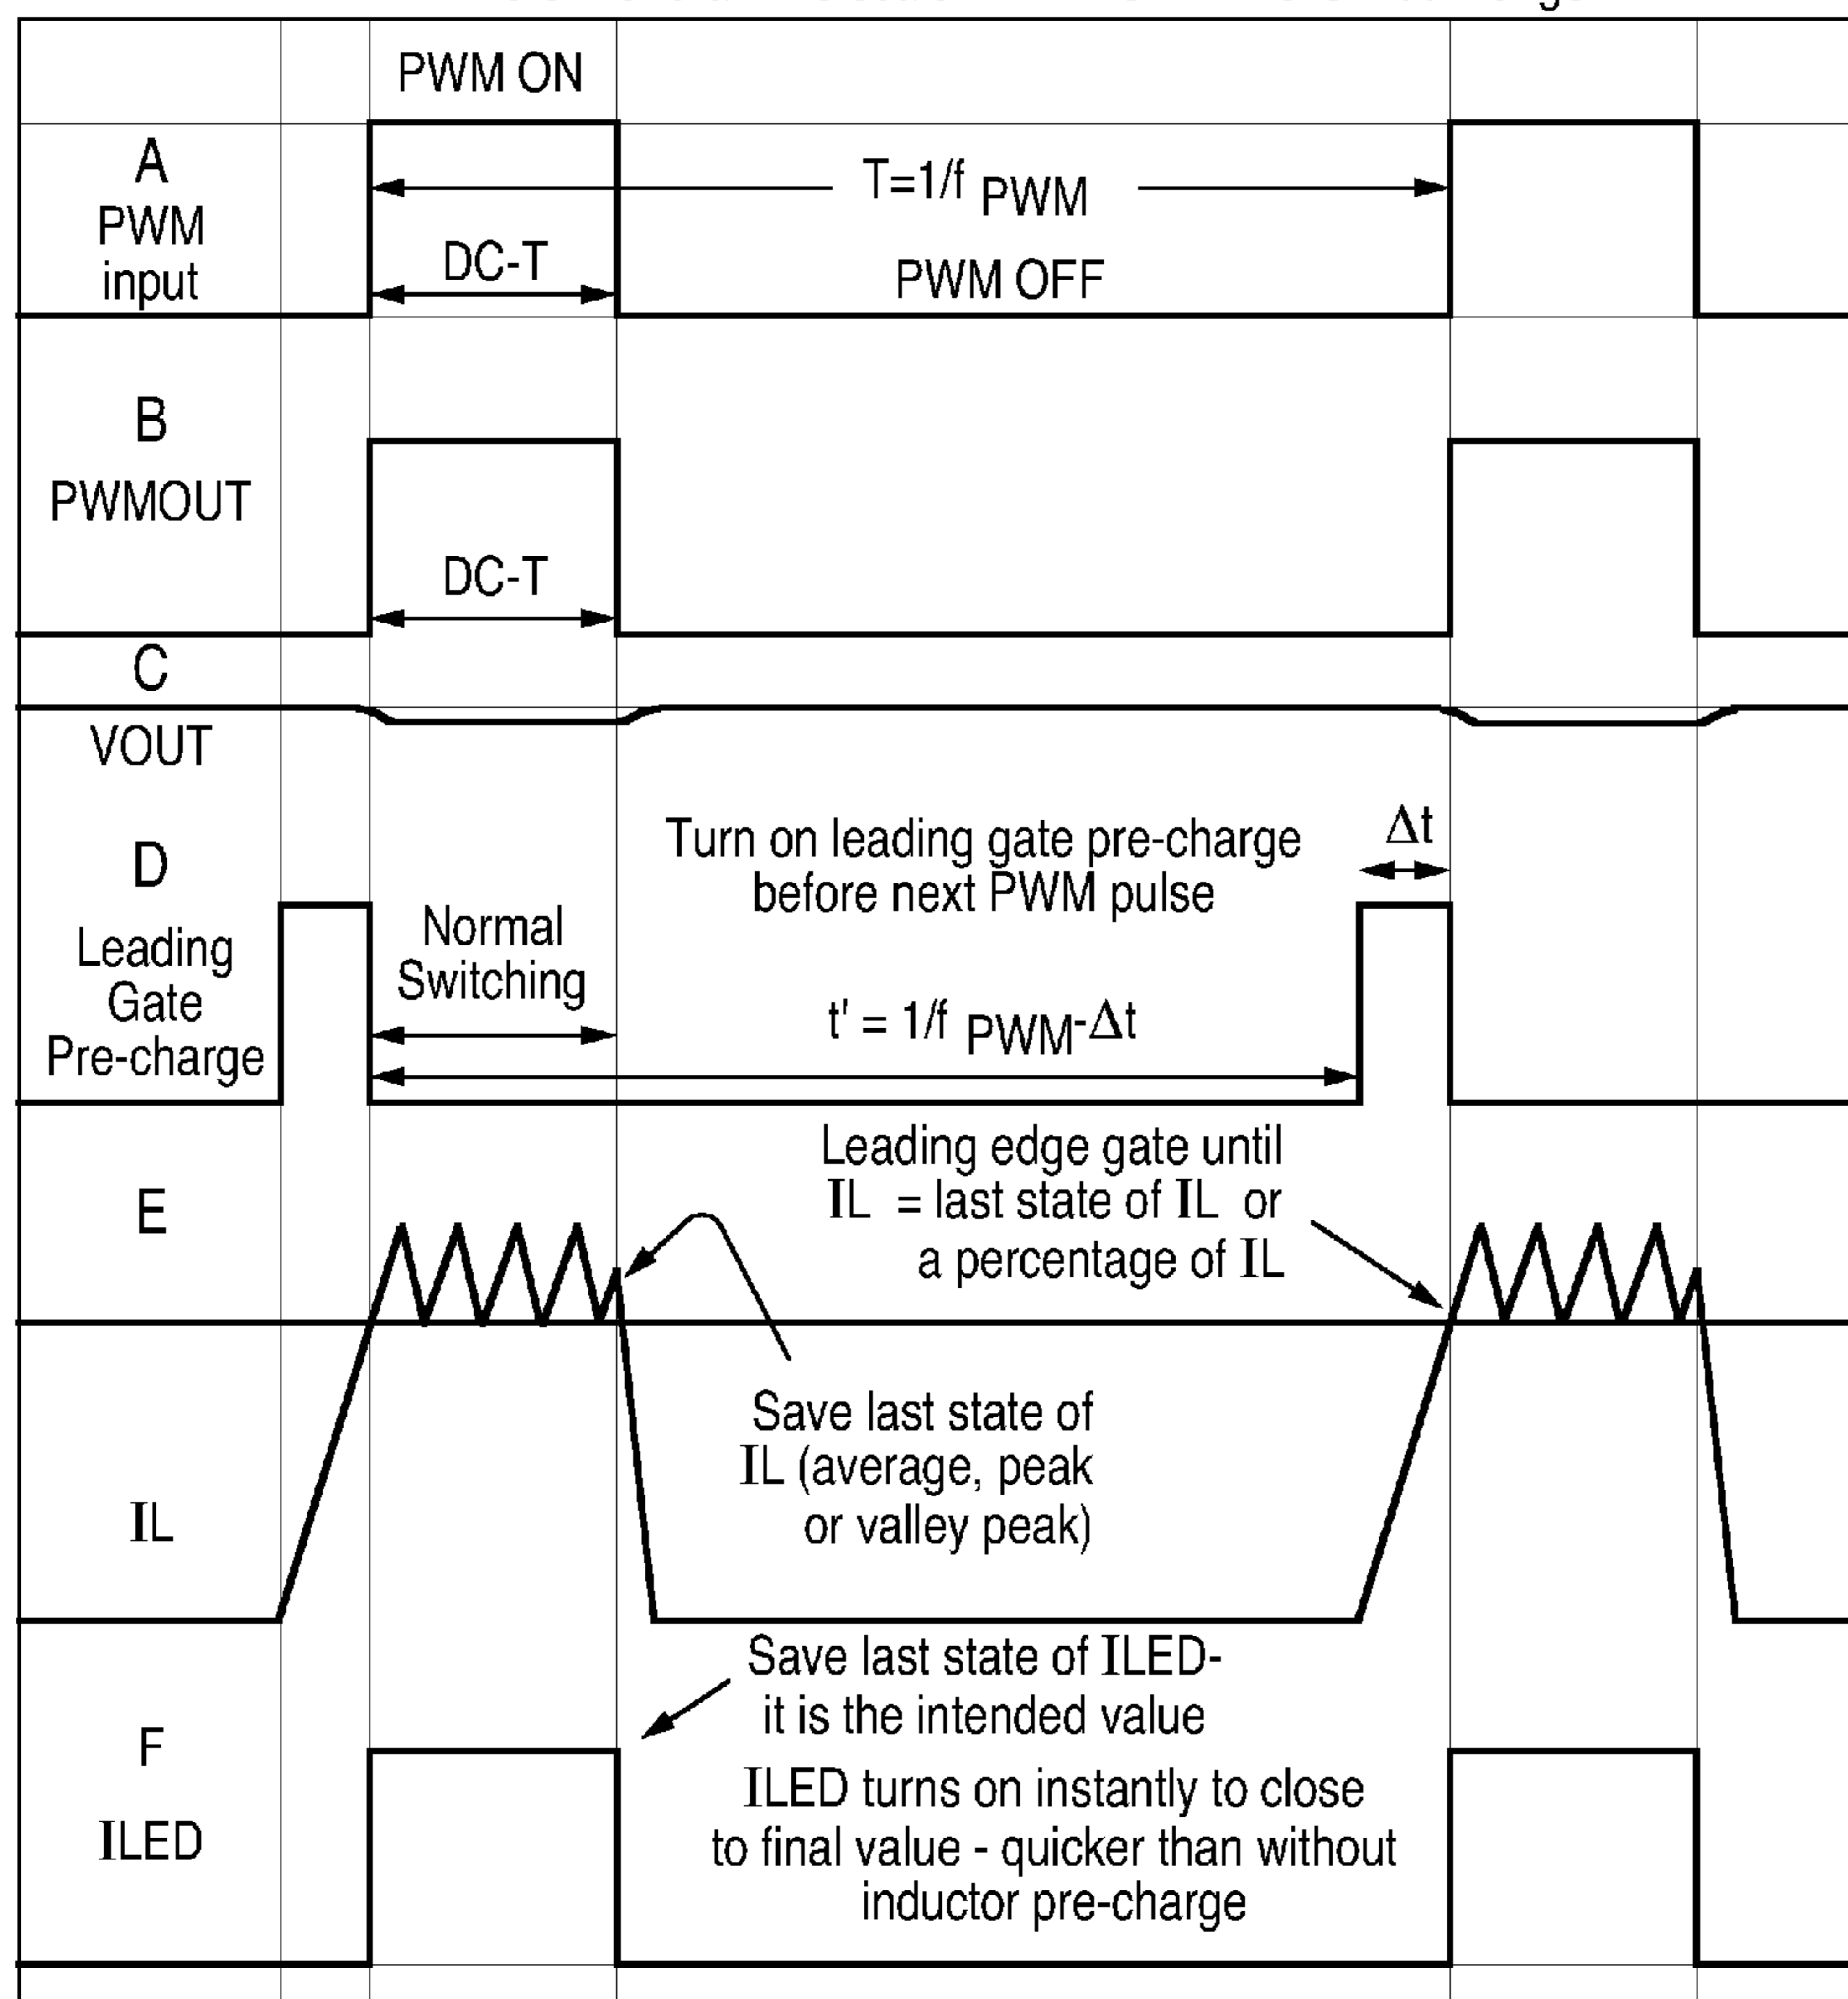 PWM ON
A
PWM
input
T=1/f PWM
DC-T
PWM OFF
B
PWMOUT
DC-T
C
VOUT
D
Leading
Gate
Pre-charge
Normal
Switching
Turn on leading gate pre-charge
before next PWM pulse
Δt
t' = 1/f PWM-Δt
E
IL
Leading edge gate until
IL = last state of IL or
a percentage of IL
Save last state of
IL (average, peak
or valley peak)
F
ILED
Save last state of ILED-
it is the intended value
ILED turns on instantly to close
to final value - quicker than without
inductor pre-charge